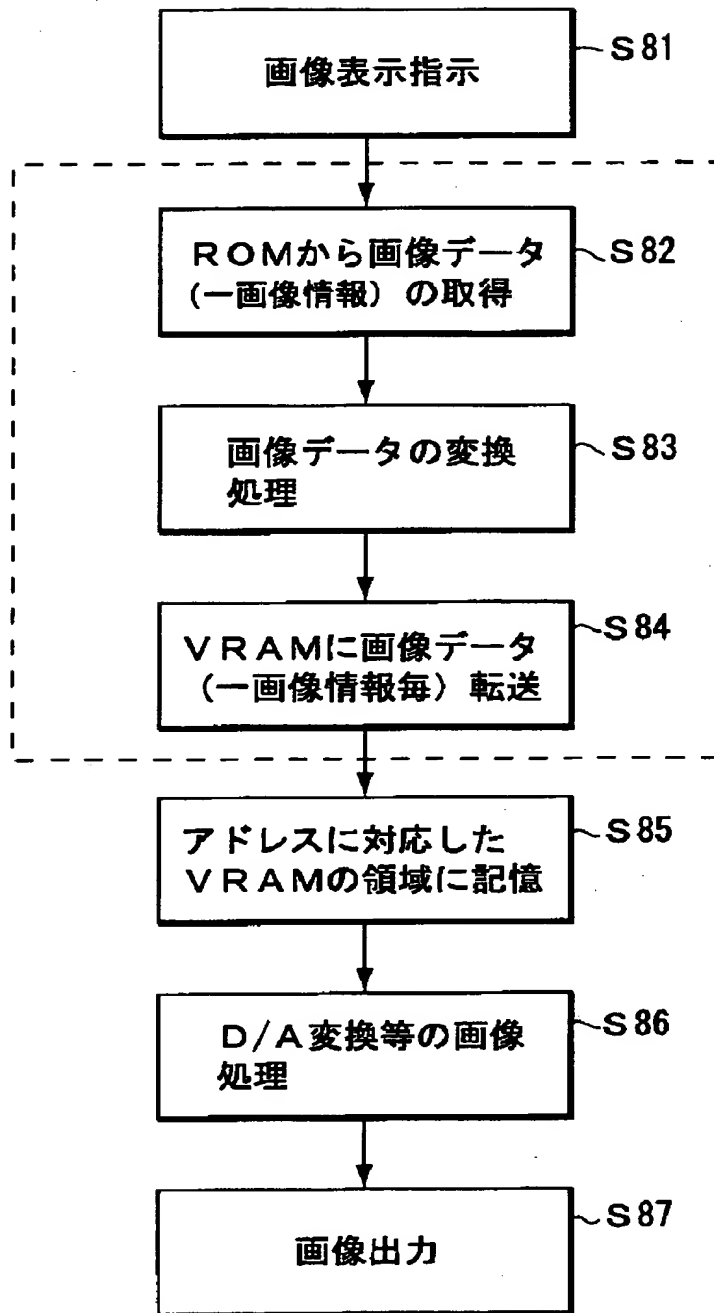 画像表示指示
S81
ROMから画像データ
S82
(一画像情報)の取得
画像データの変換
S83
処理
VRAMに画像データ
S84
(一画像情報毎)転送
アドレスに対応した
S85
VRAMの領域に記憶
D/A変換等の画像
S86
処理
画像出力
S87